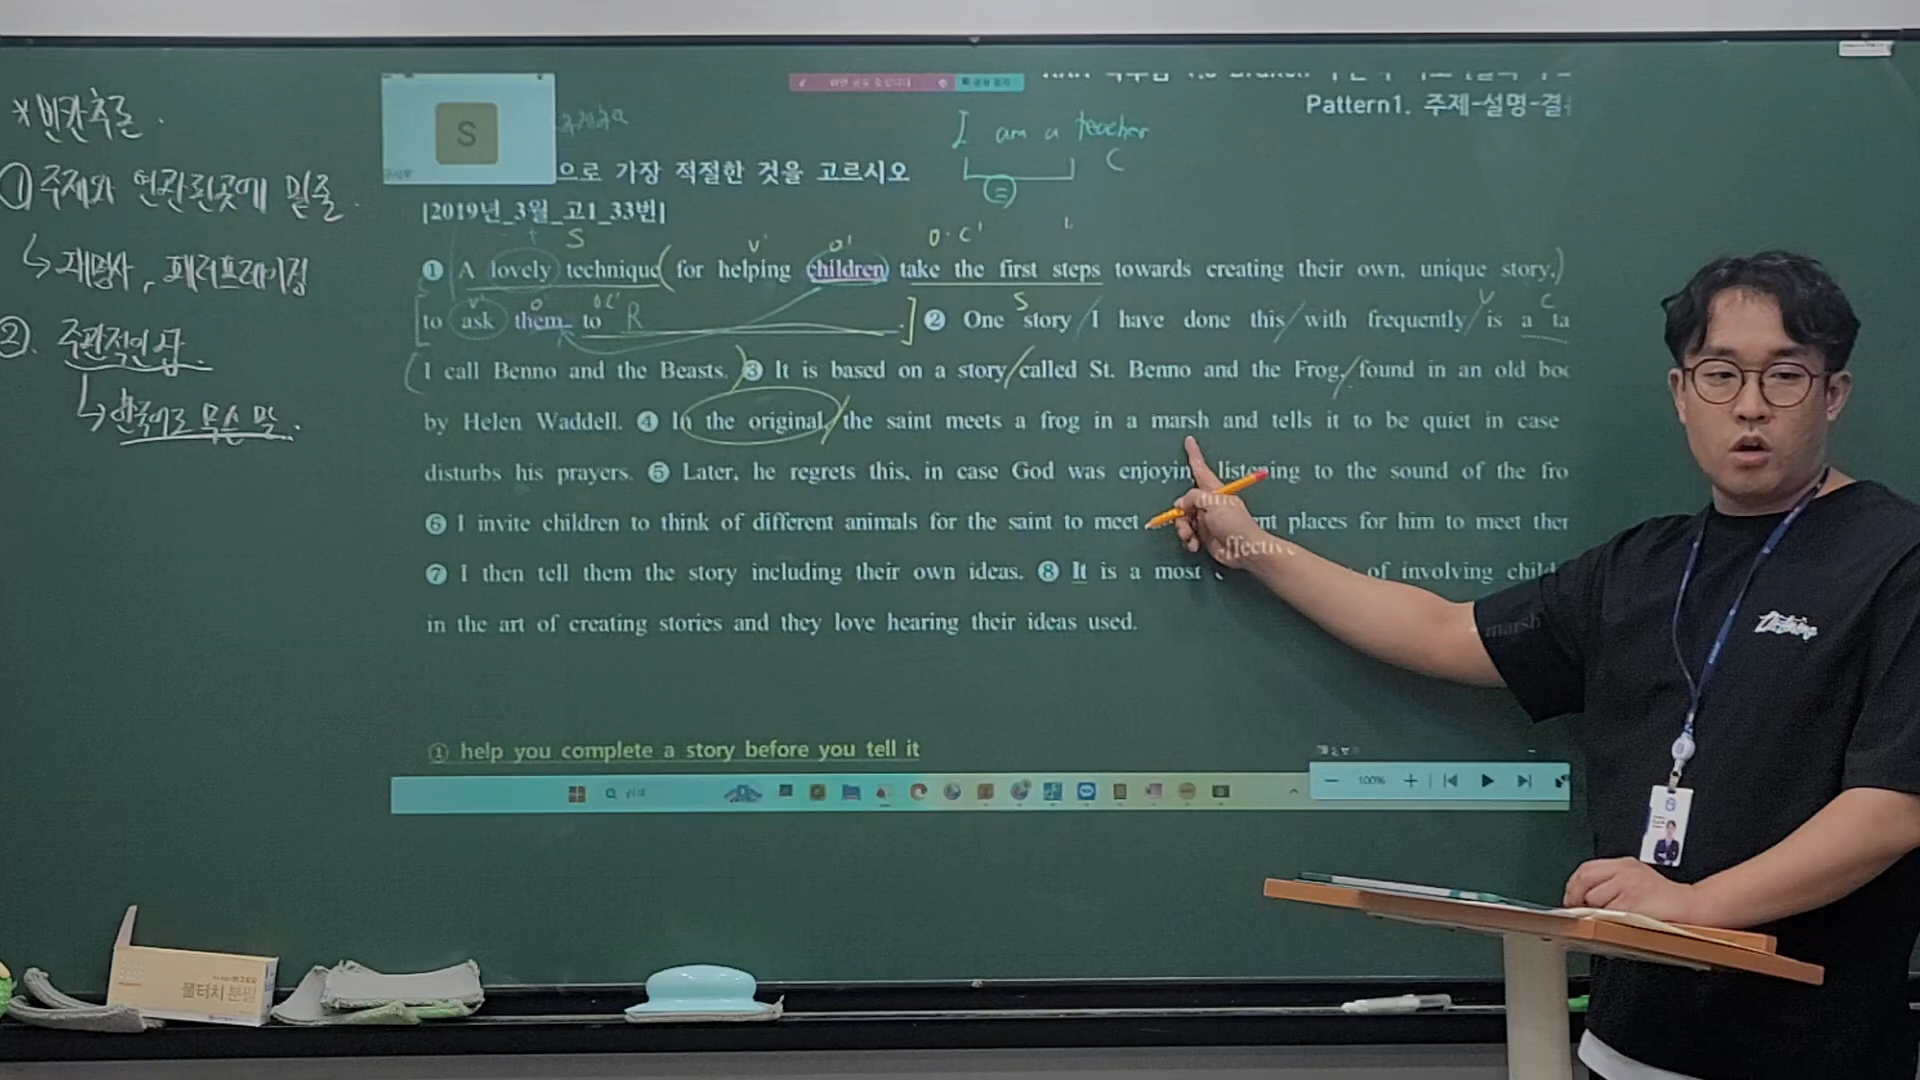 *빈칸추론.
① 주제와 연관된곳에 밑줄.
↳ 재명사, 패러프레이징
②. 주관적인 삶.
↳ 한국어로 무슨 말.
S
Pattern1. 주제-설명-결
I am a teacher
C
=
으로 가장 적절한 것을 고르시오
[2019년_3월_고1_33번]
S V' O' O·C'
❶ A lovely technique (for helping children take the first steps towards creating their own, unique story,)
V' O' OC' S V C
[to ask them to R .] ❷ One story / I have done this / with frequently / is a ta
(I call Benno and the Beasts.) ❸ It is based on a story / called St. Benno and the Frog, / found in an old boo
by Helen Waddell. ❹ In the original, / the saint meets a frog in a marsh and tells it to be quiet in case
disturbs his prayers. ❺ Later, he regrets this, in case God was enjoying listening to the sound of the fro
❻ I invite children to think of different animals for the saint to meet places for him to meet ther
effective
❼ I then tell them the story including their own ideas. ❽ It is a most of involving child
marsh
in the art of creating stories and they love hearing their ideas used.
① help you complete a story before you tell it
100%
물터치 분필